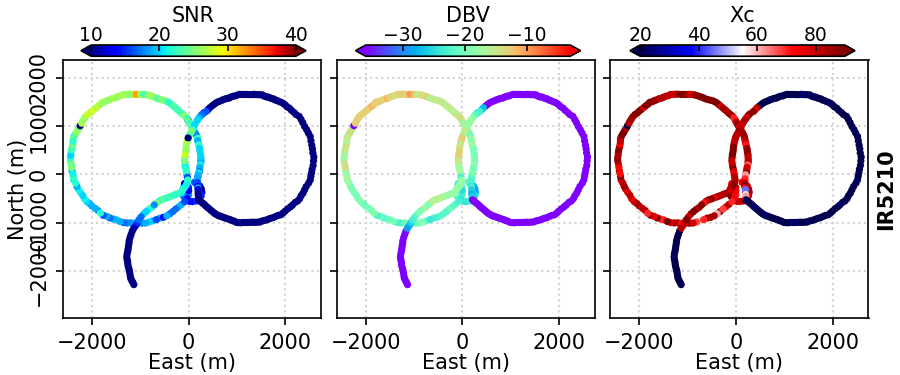 SNR
10 20 30 40
DBV
−30 −20 −10
Xc
20 40 60 80
North (m)
2000
1000
0
−1000
−2000
−2000 0 2000
East (m)
−2000 0 2000
East (m)
−2000 0 2000
East (m)
IR5210